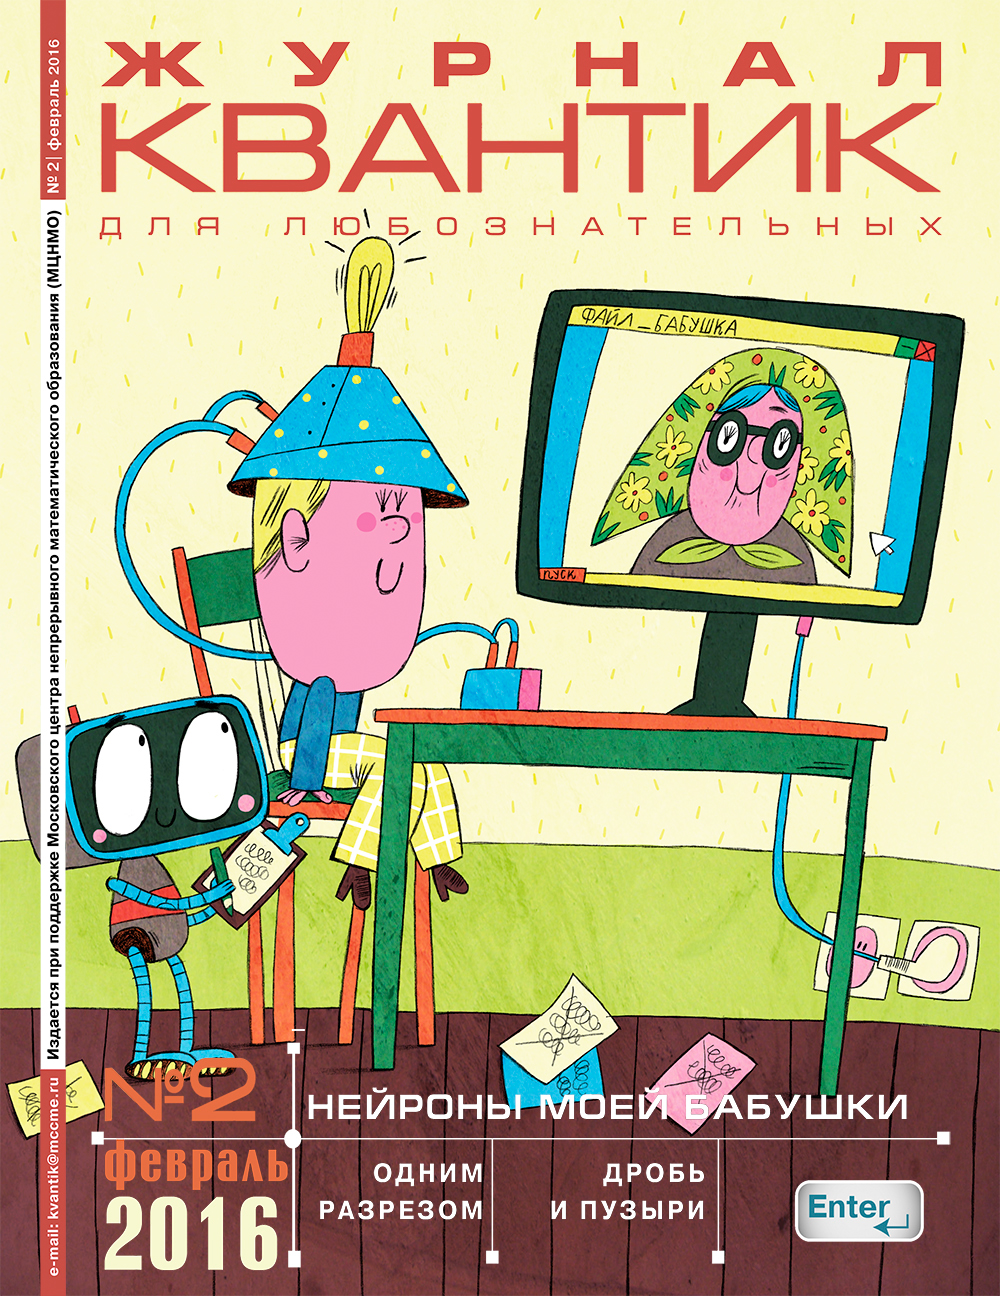 ЖУРНАЛ
КВАНТИК
ДЛЯ ЛЮБОЗНАТЕЛЬНЫХ
№ 2 | февраль 2016
Издается при поддержке Московского центра непрерывного математического образования (МЦНМО)
e-mail: kvantik@mccme.ru
ФАЙЛ_БАБУШКА
ПУСК
№2
февраль
2016
НЕЙРОНЫ МОЕЙ БАБУШКИ
ОДНИМ
РАЗРЕЗОМ
ДРОБЬ
И ПУЗЫРИ
Enter